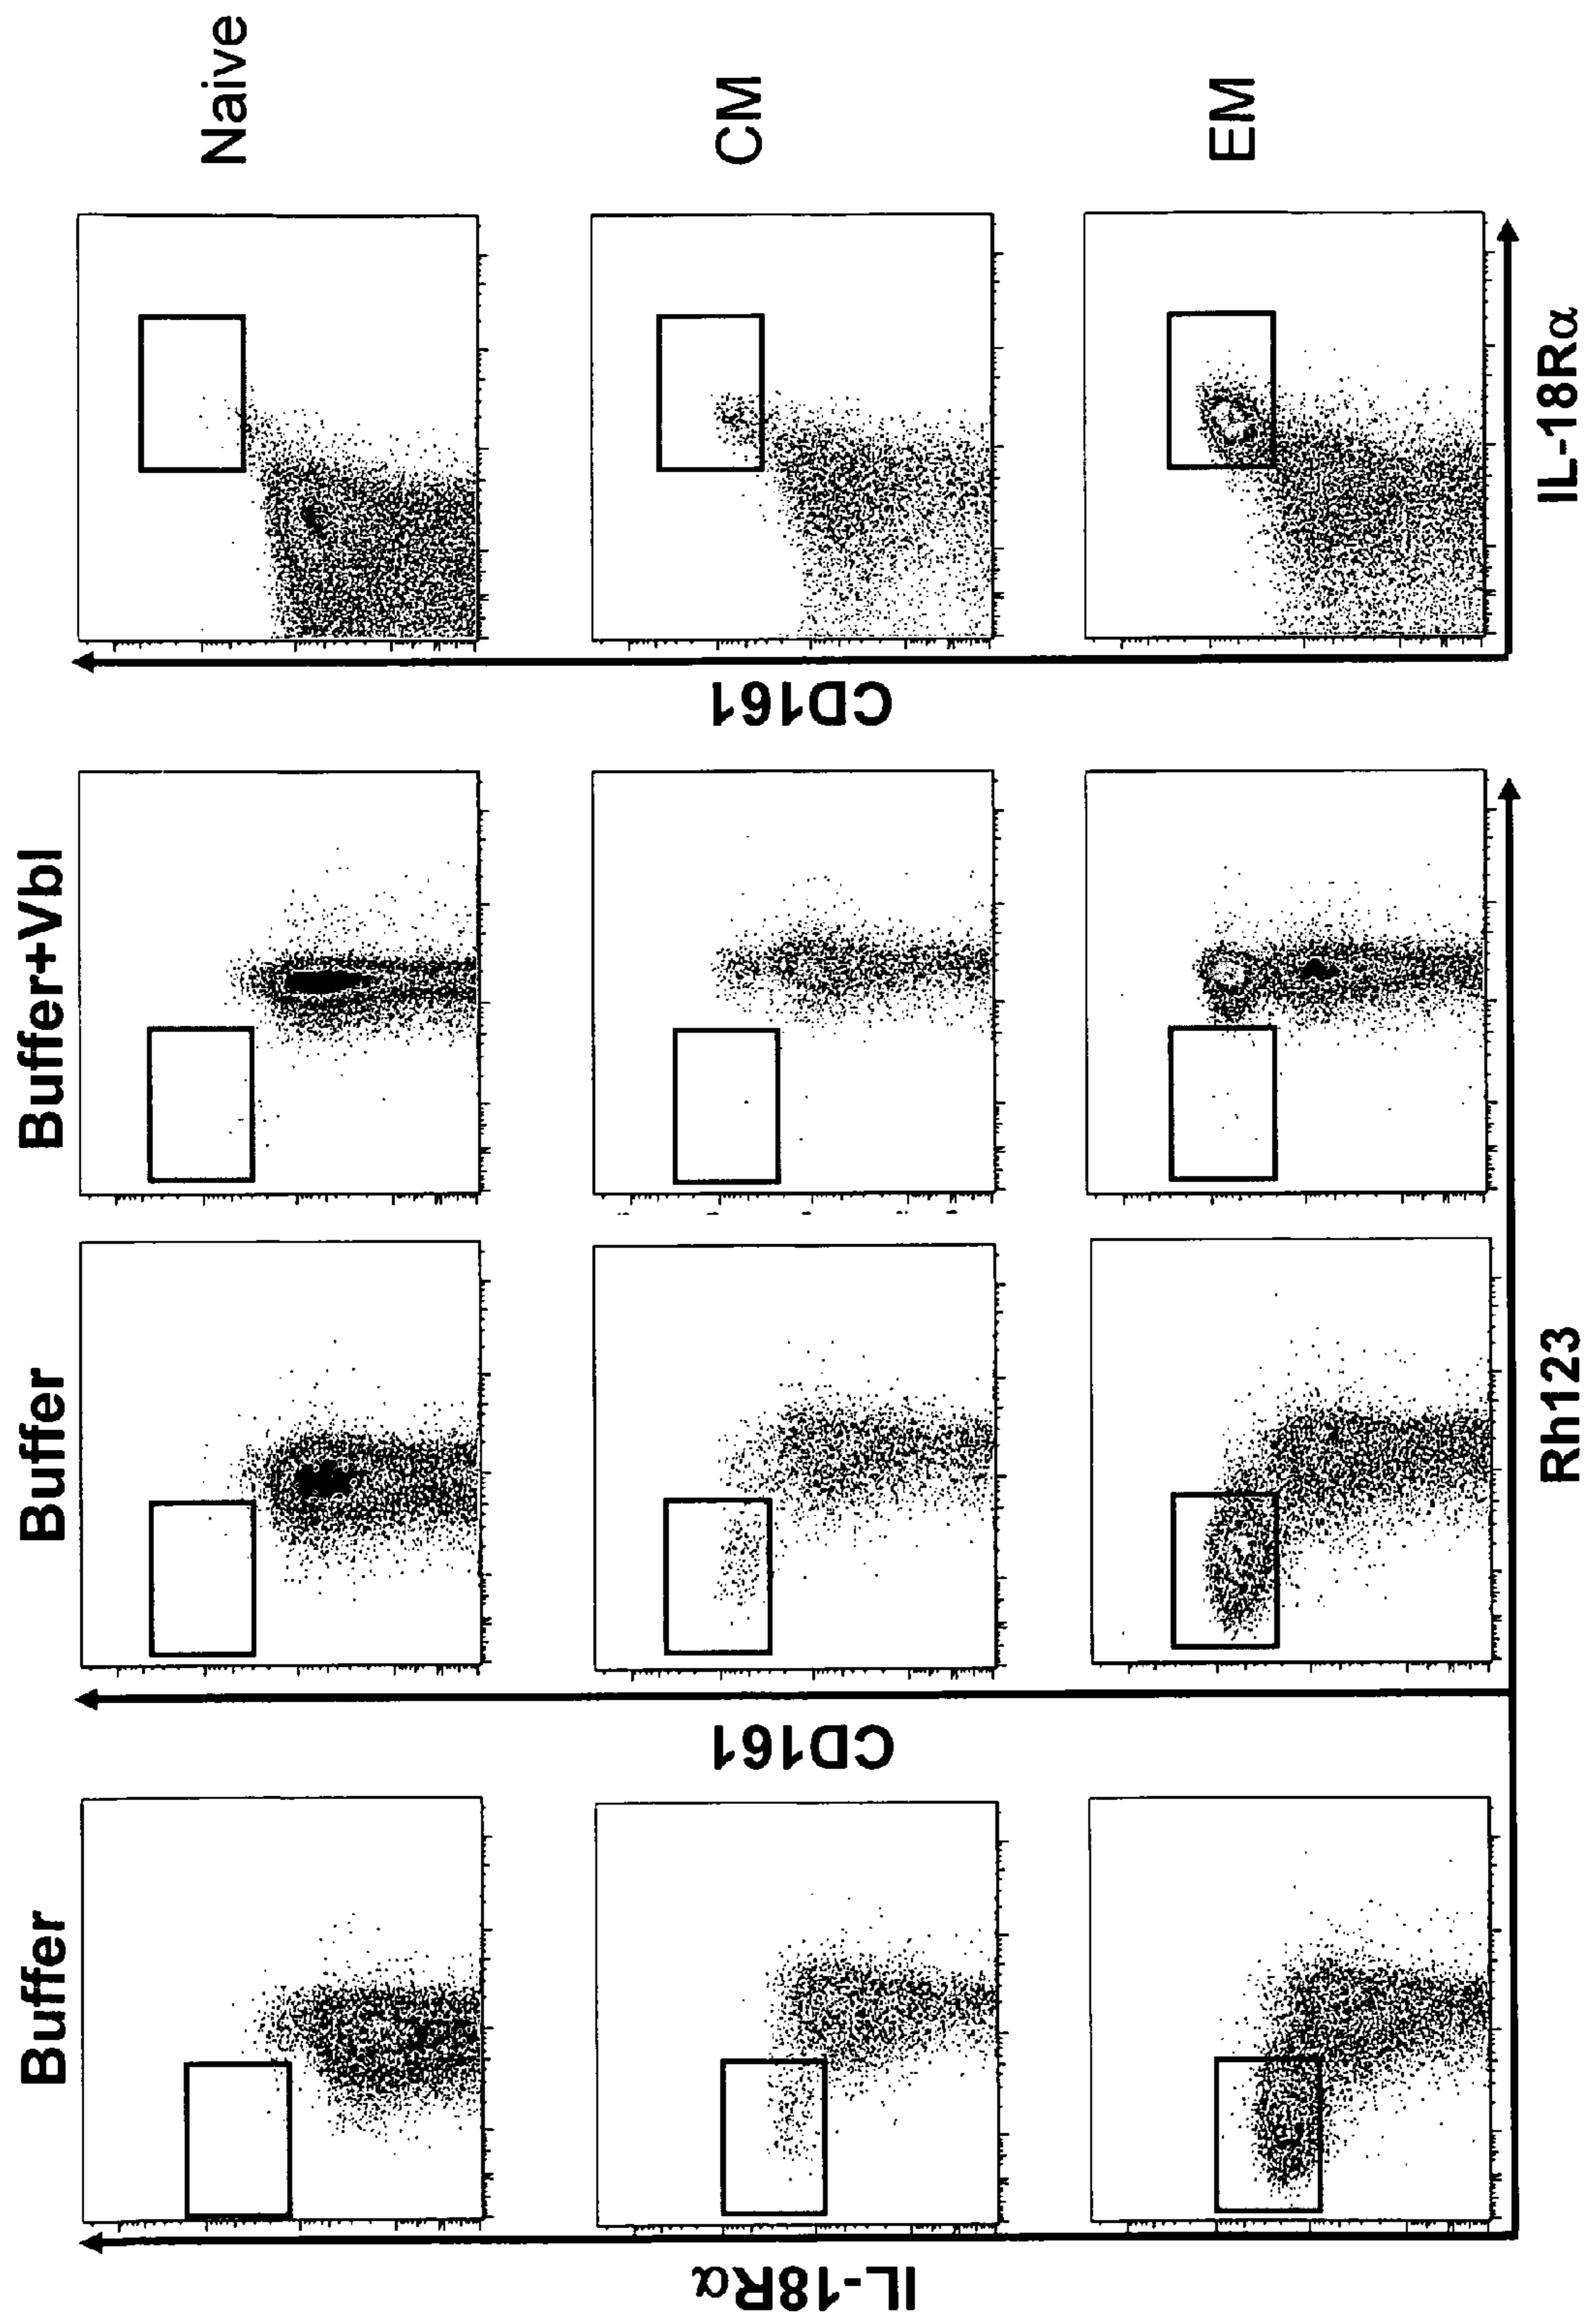 Naive
CM
EM
Buffer+Vbl
Buffer
Buffer
CD161
CD161
IL-18Rα
IL-18Rα
Rh123